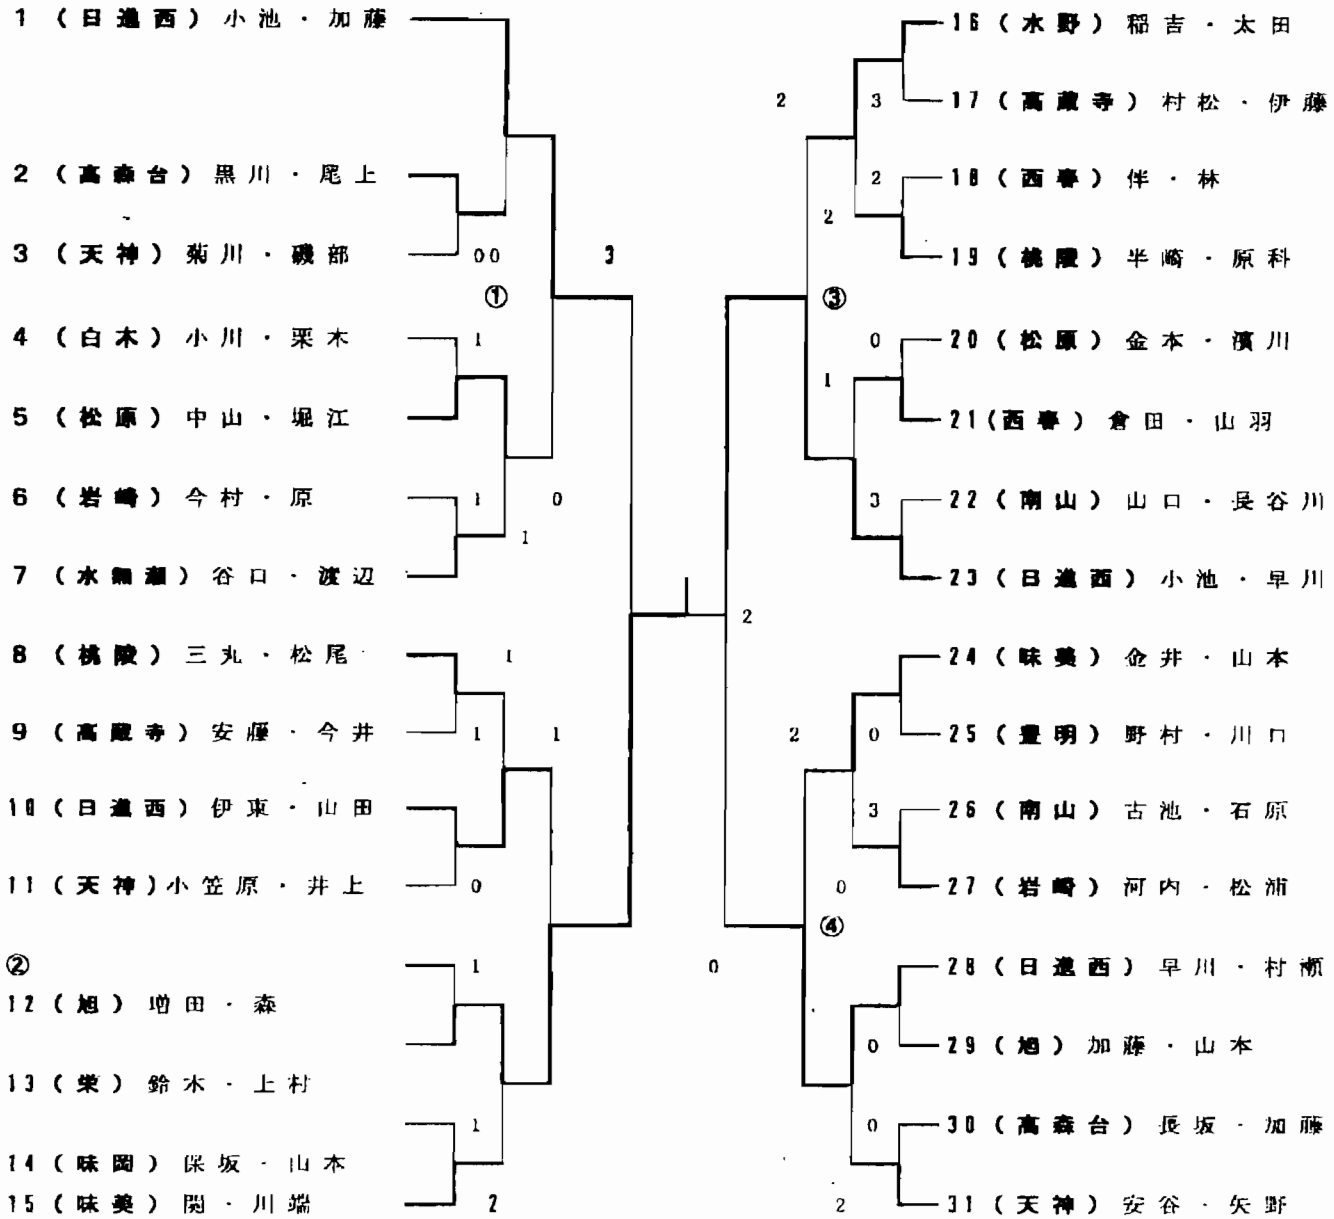 1 (日進西) 小池・加藤
2 (高森台) 黒川・尾上
3 (天神) 菊川・磯部
00
3
①
4 (白木) 小川・栗木
1
5 (松原) 中山・堀江
6 (岩崎) 今村・原
1
0
1
7 (水無瀬) 谷口・渡辺
8 (桃陵) 三丸・松尾
1
9 (高蔵寺) 安藤・今井
1
1
10 (日進西) 伊東・山田
11 (天神) 小笠原・井上
0
②
1
12 (旭) 増田・森
13 (栄) 鈴木・上村
1
14 (味岡) 保坂・山本
15 (味美) 関・川端
2
2
0
16 (水野) 稲吉・太田
2
3
17 (高蔵寺) 村松・伊藤
2
18 (西春) 伴・林
2
19 (桃陵) 半崎・原科
③
0
20 (松原) 金本・濱川
1
21 (西春) 倉田・山羽
3
22 (南山) 山口・長谷川
23 (日進西) 小池・早川
24 (味美) 金井・山本
2
0
25 (豊明) 野村・川口
3
26 (南山) 古池・石原
0
27 (岩崎) 河内・松浦
④
28 (日進西) 早川・村瀬
0
29 (旭) 加藤・山本
0
30 (高森台) 長坂・加藤
2
31 (天神) 安谷・矢野